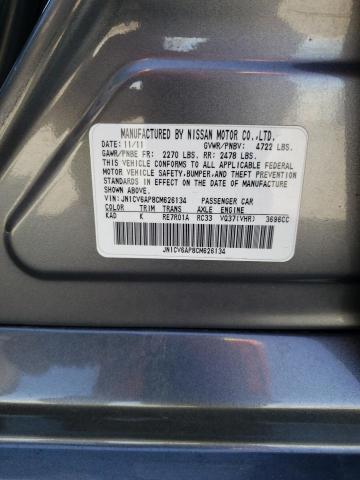 MANUFACTURED BY NISSAN MOTOR CO.,LTD.
DATE: 11/11 GVWR/PNBV: 4722 LBS.
GAWR/PNBE FR: 2270 LBS. RR: 2478 LBS.
THIS VEHICLE CONFORMS TO ALL APPLICABLE FEDERAL
MOTOR VEHICLE SAFETY,BUMPER,AND THEFT PREVENTION
STANDARDS IN EFFECT ON THE DATE OF MANUFACTURE
SHOWN ABOVE.
VIN: JN1CV6AP8CM626134 PASSENGER CAR
COLOR TRIM TRANS AXLE ENGINE
KAD K RE7R01A RC33 VQ37(VHR) 3696CC
JN1CV6AP8CM626134